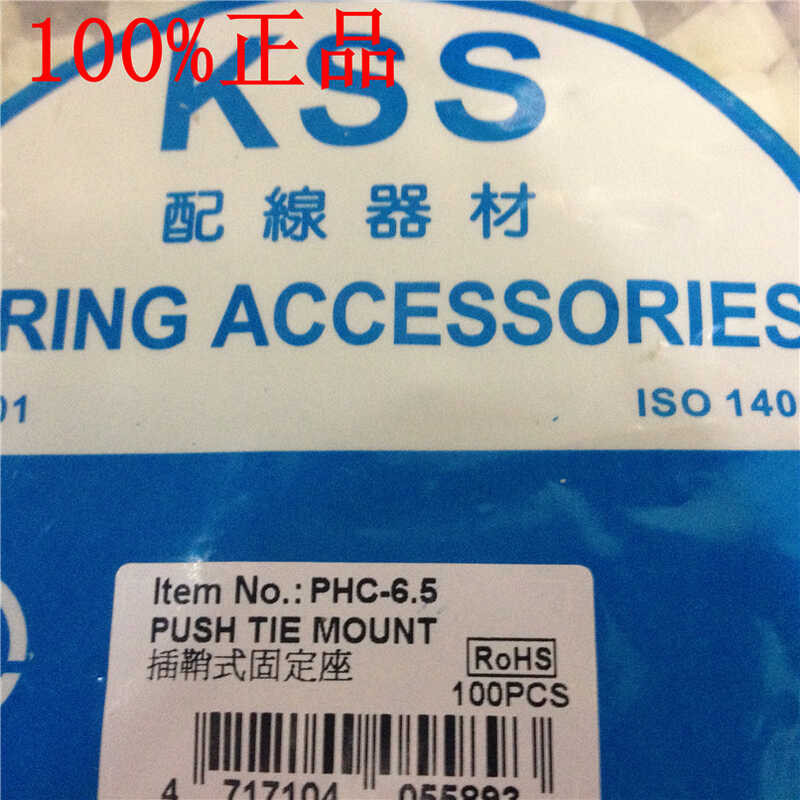 100%正品
KSS
配線器材
RING ACCESSORIES
01
ISO 140
Item No.: PHC-6.5
PUSH TIE MOUNT
插鞘式固定座
RoHS
100PCS
4 717104 055893